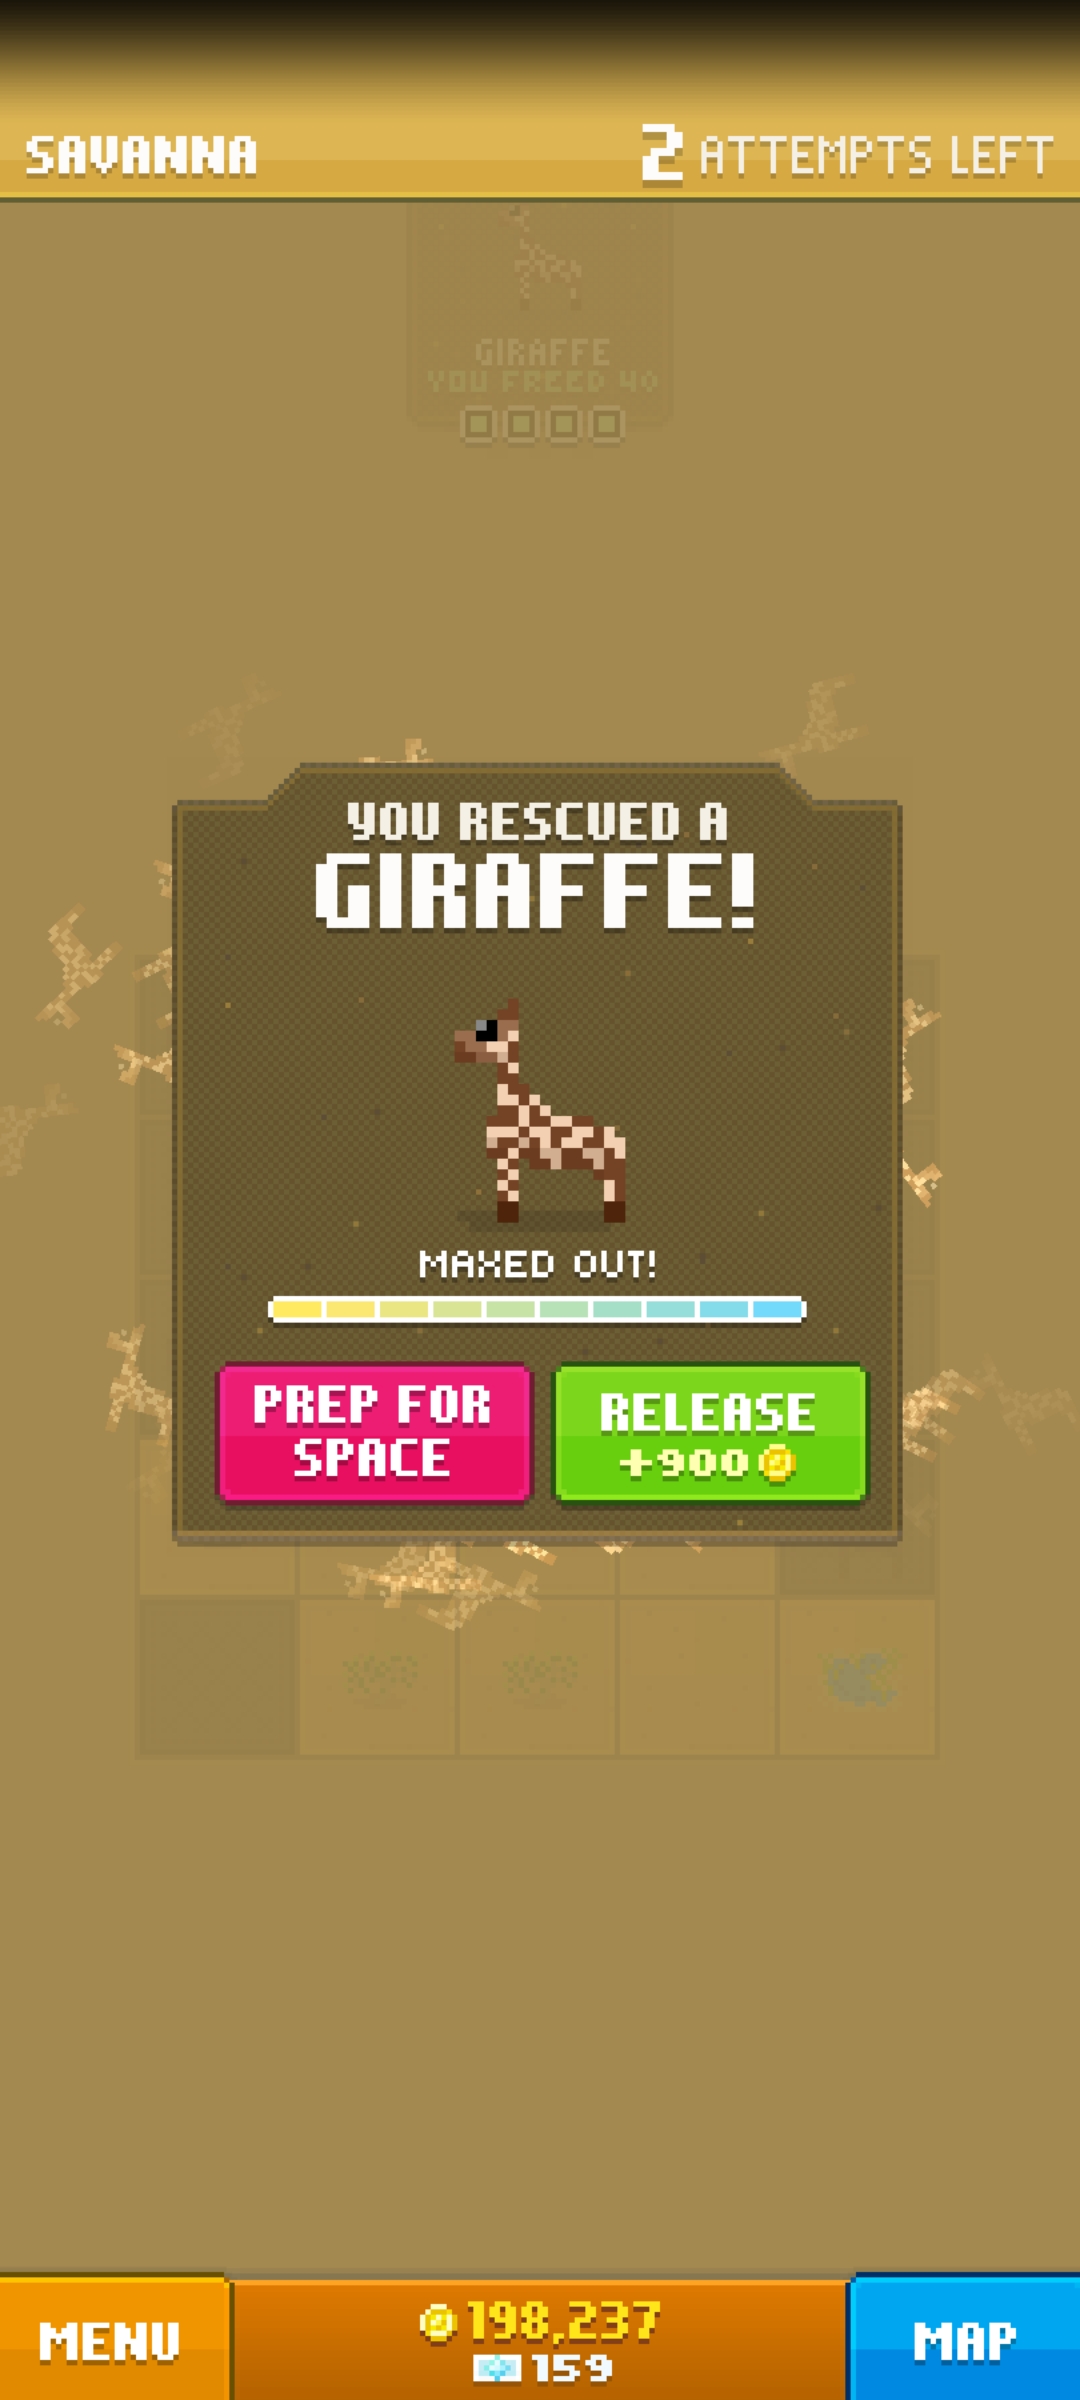 SAVANNA
2 ATTEMPTS LEFT
GIRAFFE
YOU FREED 40
YOU RESCUED A
GIRAFFE!
MAXED OUT!
PREP FOR
SPACE
RELEASE
+900
MENU
198,237
159
MAP